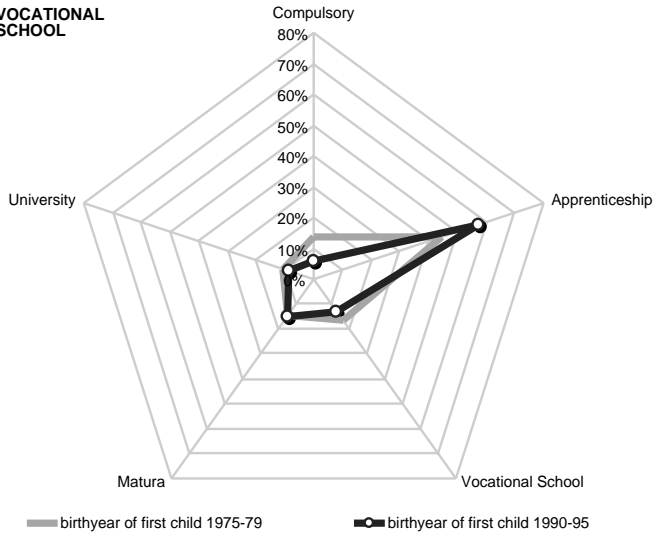 VOCATIONAL
SCHOOL
Compulsory
80%
70%
60%
50%
40%
30%
20%
10%
0%
University
Apprenticeship
Matura
Vocational School
birthyear of first child 1975-79
birthyear of first child 1990-95